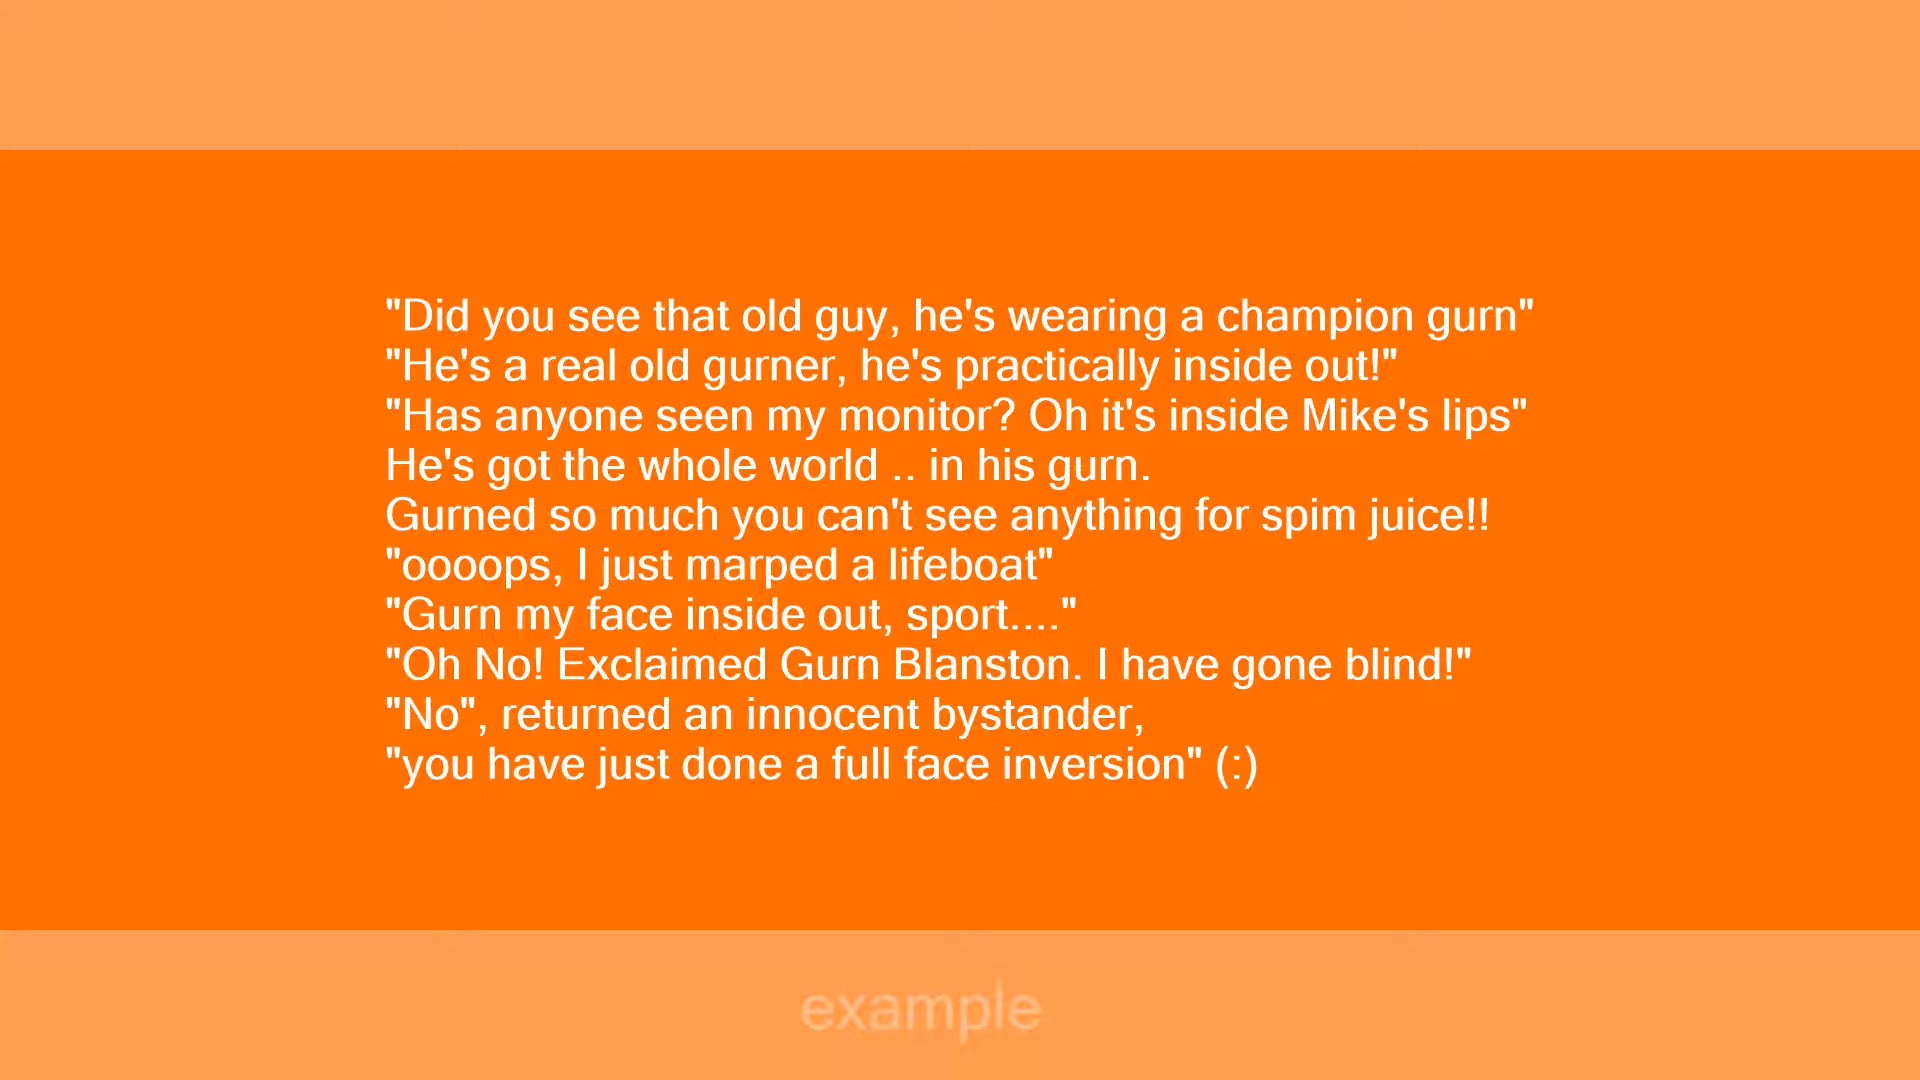 "Did you see that old guy, he's wearing a champion gurn"
"He's a real old gurner, he's practically inside out!"
"Has anyone seen my monitor? Oh it's inside Mike's lips"
He's got the whole world .. in his gurn.
Gurned so much you can't see anything for spim juice!!
"oooops, I just marped a lifeboat"
"Gurn my face inside out, sport...."
"Oh No! Exclaimed Gurn Blanston. I have gone blind!"
"No", returned an innocent bystander,
"you have just done a full face inversion" (:)
example